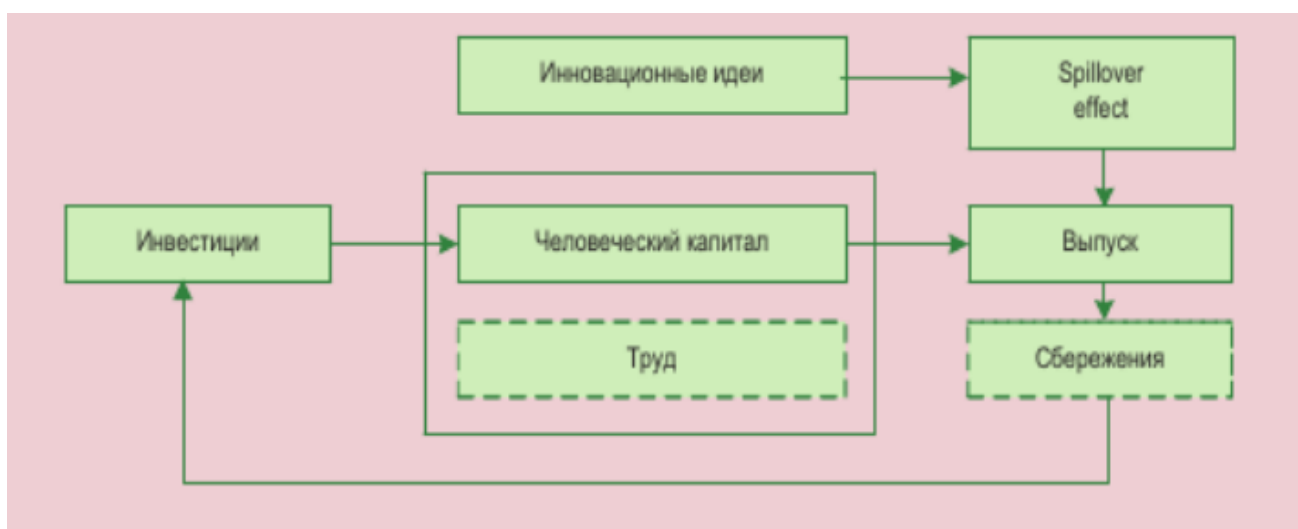 Инновационные идеи
Spillover
effect
Инвестиции
Человеческий капитал
Выпуск
Труд
Сбережения